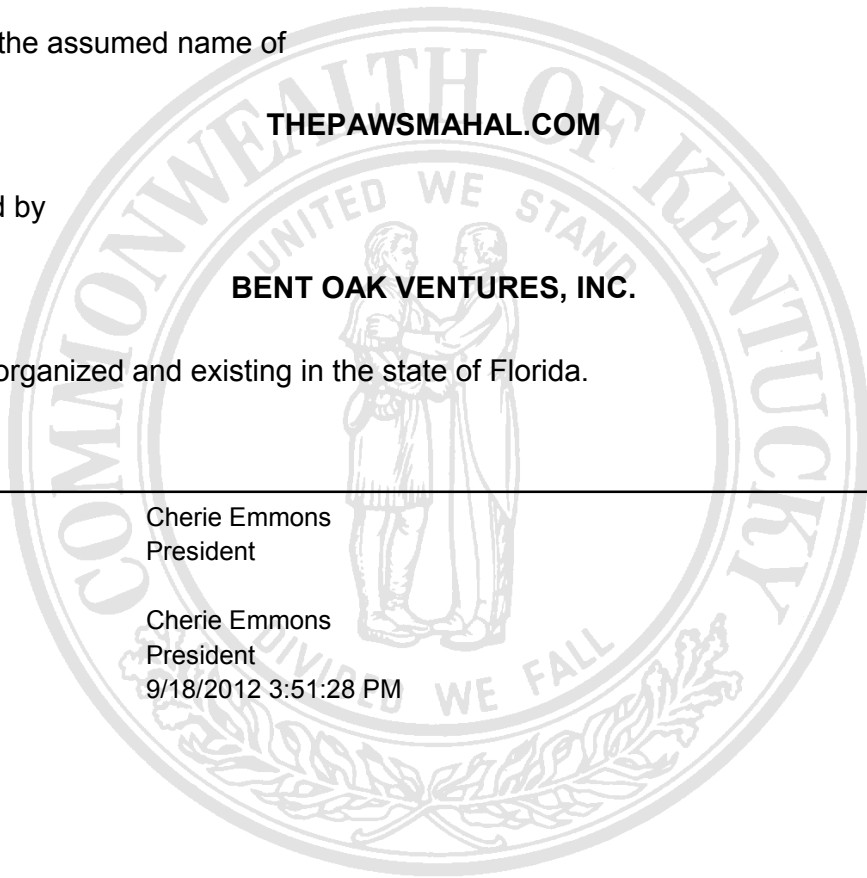 the assumed name of
THEPAWSMAHAL.COM
d by
BENT OAK VENTURES, INC.
organized and existing in the state of Florida.
Cherie Emmons
President
Cherie Emmons
President
9/18/2012 3:51:28 PM
COMMONWEALTH OF KENTUCKY
UNITED WE STAND
DIVIDED WE FALL